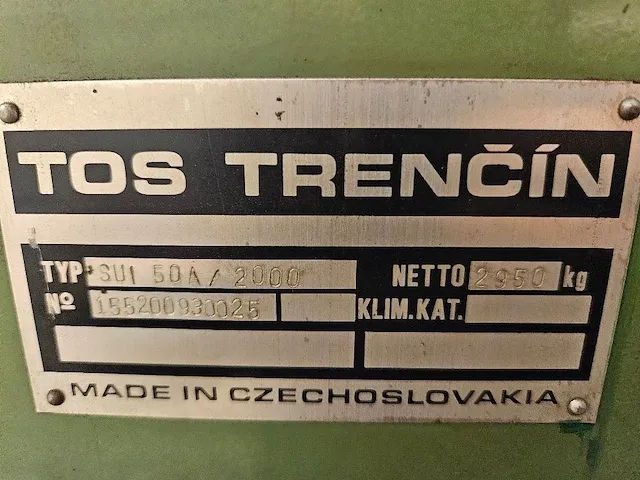 TOS TRENČÍN
TYP SUI 50A/2000 NETTO 2950 kg
Nº 155200930025 KLIM.KAT.
MADE IN CZECHOSLOVAKIA